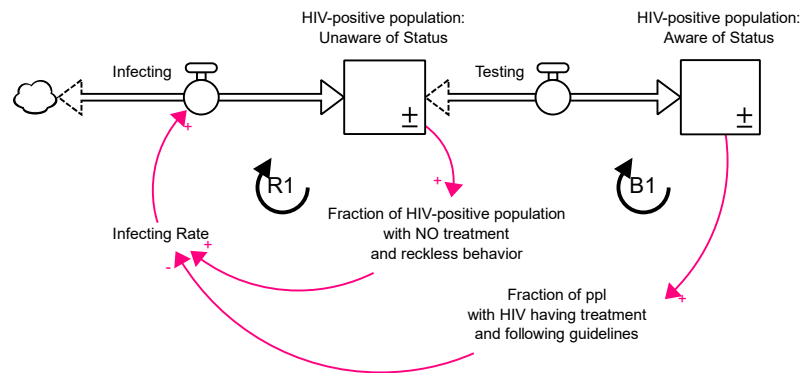 HIV-positive population:
Unaware of Status
HIV-positive population:
Aware of Status
Infecting
Testing
±
±
+
R1
B1
+
Fraction of HIV-positive population
with NO treatment
and reckless behavior
Infecting Rate
+
-
Fraction of ppl
with HIV having treatment
and following guidelines
+